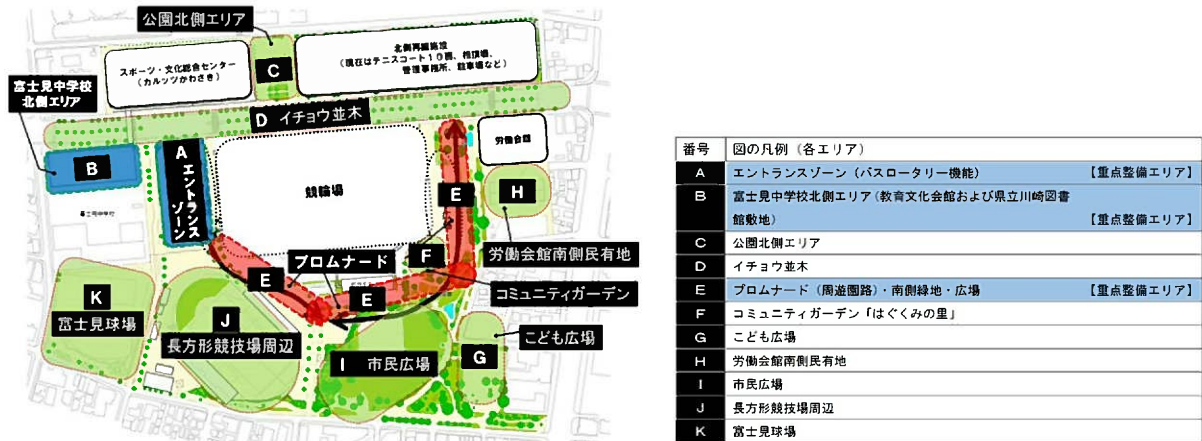 公園北側エリア
スポーツ・文化総合センター
(カルッツかわさき)
C
北側再編施設
(現在はテニスコート10面、相撲場、
管理事務所、駐車場など)
富士見中学校
北側エリア
D イチョウ並木
B
A エントランスゾーン
競輪場
労働会館
E
H
富士見中学校
労働会館南側民有地
プロムナード
F
E
E
コミュニティガーデン
K
富士見球場
J
長方形競技場周辺
I 市民広場
G
こども広場
番号 図の凡例(各エリア)
A エントランスゾーン(バスロータリー機能) 【重点整備エリア】
B 富士見中学校北側エリア(教育文化会館および県立川崎図書
館敷地) 【重点整備エリア】
C 公園北側エリア
D イチョウ並木
E プロムナード(周遊園路)・南側緑地・広場 【重点整備エリア】
F コミュニティガーデン「はぐくみの里」
G こども広場
H 労働会館南側民有地
I 市民広場
J 長方形競技場周辺
K 富士見球場